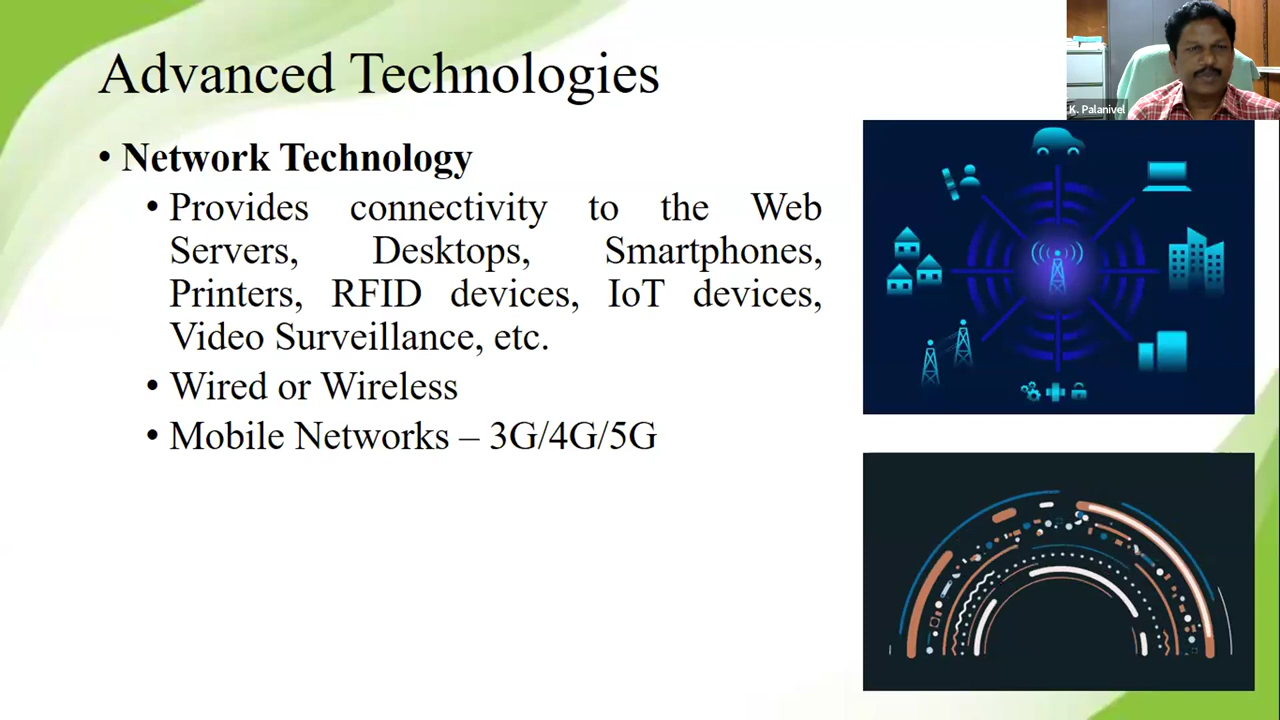 Advanced Technologies
K. Palanivel
• Network Technology
• Provides connectivity to the Web
Servers, Desktops, Smartphones,
Printers, RFID devices, IoT devices,
Video Surveillance, etc.
• Wired or Wireless
• Mobile Networks – 3G/4G/5G